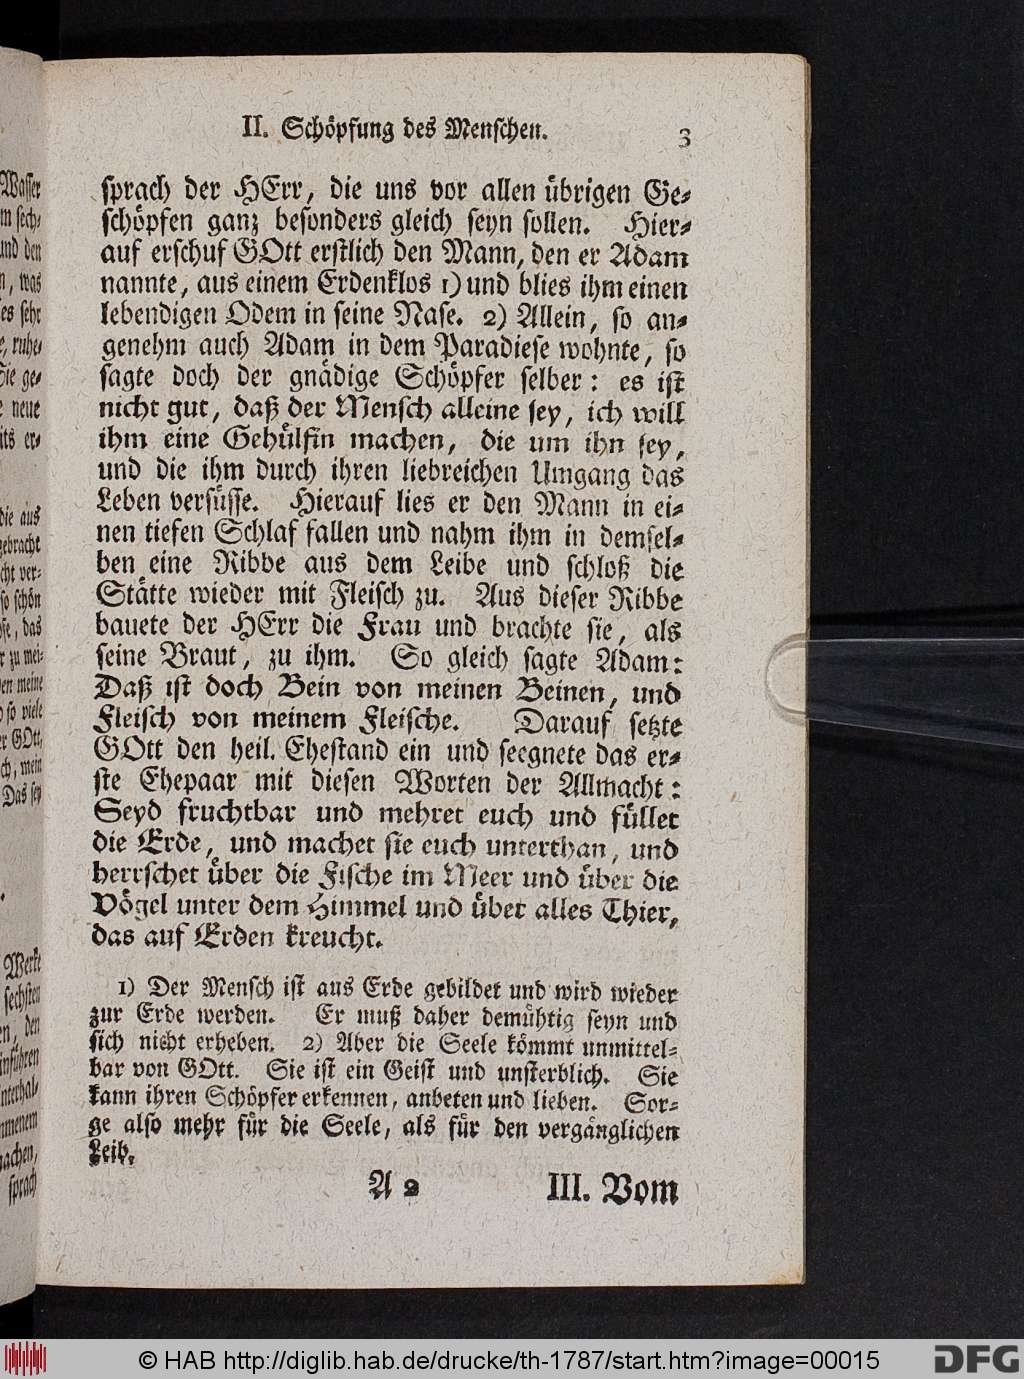 II. Schöpfung des Menschen.
3
sprach der HErr, die uns vor allen übrigen Ge-
schöpfen ganz besonders gleich seyn sollen. Hier-
auf erschuf GOtt erstlich den Mann, den er Adam
nannte, aus einem Erdenklos 1) und blies ihm einen
lebendigen Odem in seine Nase. 2) Allein, so an-
genehm auch Adam in dem Paradiese wohnte, so
sagte doch der gnädige Schöpfer selber: es ist
nicht gut, daß der Mensch alleine sey, ich will
ihm eine Gehülfin machen, die um ihn sey,
und die ihm durch ihren liebreichen Umgang das
Leben versüsse. Hierauf lies er den Mann in ei-
nen tiefen Schlaf fallen und nahm ihm in demsel-
ben eine Ribbe aus dem Leibe und schloß die
Stätte wieder mit Fleisch zu. Aus dieser Ribbe
bauete der HErr die Frau und brachte sie, als
seine Braut, zu ihm. So gleich sagte Adam:
Daß ist doch Bein von meinen Beinen, und
Fleisch von meinem Fleische. Darauf setzte
GOtt den heil. Ehestand ein und seegnete das er-
ste Ehepaar mit diesen Worten der Allmacht:
Seyd fruchtbar und mehret euch und füllet
die Erde, und machet sie euch unterthan, und
herrschet über die Fische im Meer und über die
Vögel unter dem Himmel und über alles Thier,
das auf Erden kreucht.
1) Der Mensch ist aus Erde gebildet und wird wieder
zur Erde werden. Er muß daher demühtig seyn und
sich nicht erheben. 2) Aber die Seele kömmt unmittel-
bar von GOtt. Sie ist ein Geist und unsterblich. Sie
kann ihren Schöpfer erkennen, anbeten und lieben. Sor-
ge also mehr für die Seele, als für den vergänglichen
Leib.
A 2
III. Vom
© HAB http://diglib.hab.de/drucke/th-1787/start.htm?image=00015
DFG